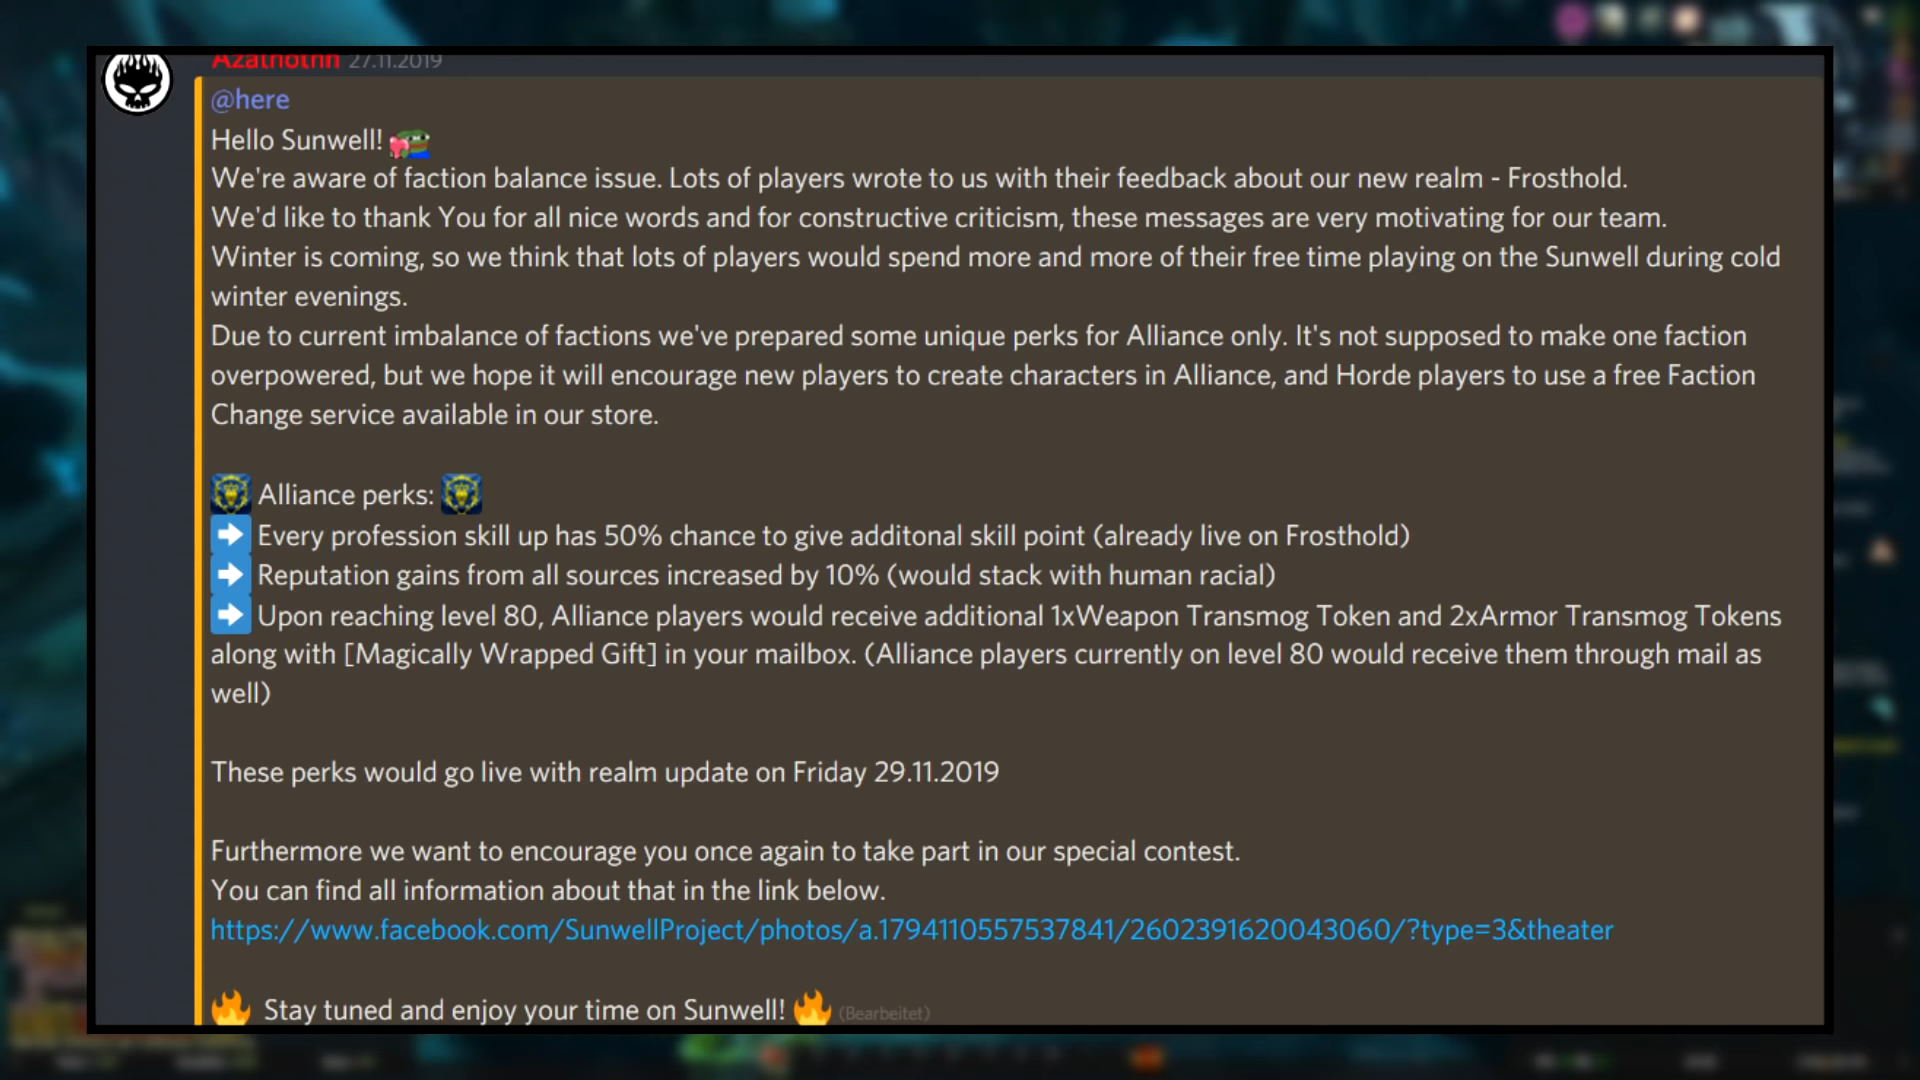 Azathothh 27.11.2019
@here
Hello Sunwell!
We're aware of faction balance issue. Lots of players wrote to us with their feedback about our new realm - Frosthold.
We'd like to thank You for all nice words and for constructive criticism, these messages are very motivating for our team.
Winter is coming, so we think that lots of players would spend more and more of their free time playing on the Sunwell during cold
winter evenings.
Due to current imbalance of factions we've prepared some unique perks for Alliance only. It's not supposed to make one faction
overpowered, but we hope it will encourage new players to create characters in Alliance, and Horde players to use a free Faction
Change service available in our store.
Alliance perks:
Every profession skill up has 50% chance to give additonal skill point (already live on Frosthold)
Reputation gains from all sources increased by 10% (would stack with human racial)
Upon reaching level 80, Alliance players would receive additional 1xWeapon Transmog Token and 2xArmor Transmog Tokens
along with [Magically Wrapped Gift] in your mailbox. (Alliance players currently on level 80 would receive them through mail as
well)
These perks would go live with realm update on Friday 29.11.2019
Furthermore we want to encourage you once again to take part in our special contest.
You can find all information about that in the link below.
https://www.facebook.com/SunwellProject/photos/a.1794110557537841/2602391620043060/?type=3&theater
Stay tuned and enjoy your time on Sunwell! (Bearbeitet)